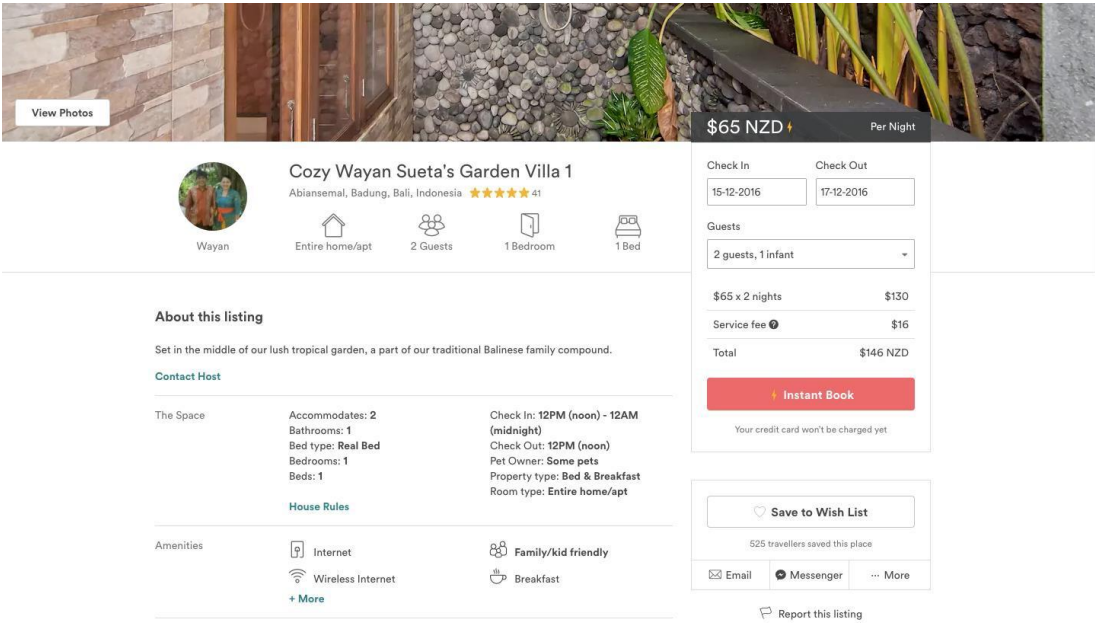 View Photos
$65 NZD
Per Night
Cozy Wayan Sueta's Garden Villa 1
Abiansemal, Badung, Bali, Indonesia 41
Wayan
Entire home/apt
2 Guests
1 Bedroom
1 Bed
Check In
Check Out
15-12-2016
17-12-2016
Guests
2 guests, 1 infant
$65 x 2 nights $130
Service fee ? $16
Total $146 NZD
Instant Book
Your credit card won't be charged yet
About this listing
Set in the middle of our lush tropical garden, a part of our traditional Balinese family compound.
Contact Host
The Space
Accommodates: 2
Bathrooms: 1
Bed type: Real Bed
Bedrooms: 1
Beds: 1
House Rules
Check In: 12PM (noon) - 12AM
(midnight)
Check Out: 12PM (noon)
Pet Owner: Some pets
Property type: Bed & Breakfast
Room type: Entire home/apt
Amenities
Internet
Family/kid friendly
Wireless Internet
Breakfast
+ More
Save to Wish List
525 travellers saved this place
Email
Messenger
··· More
Report this listing